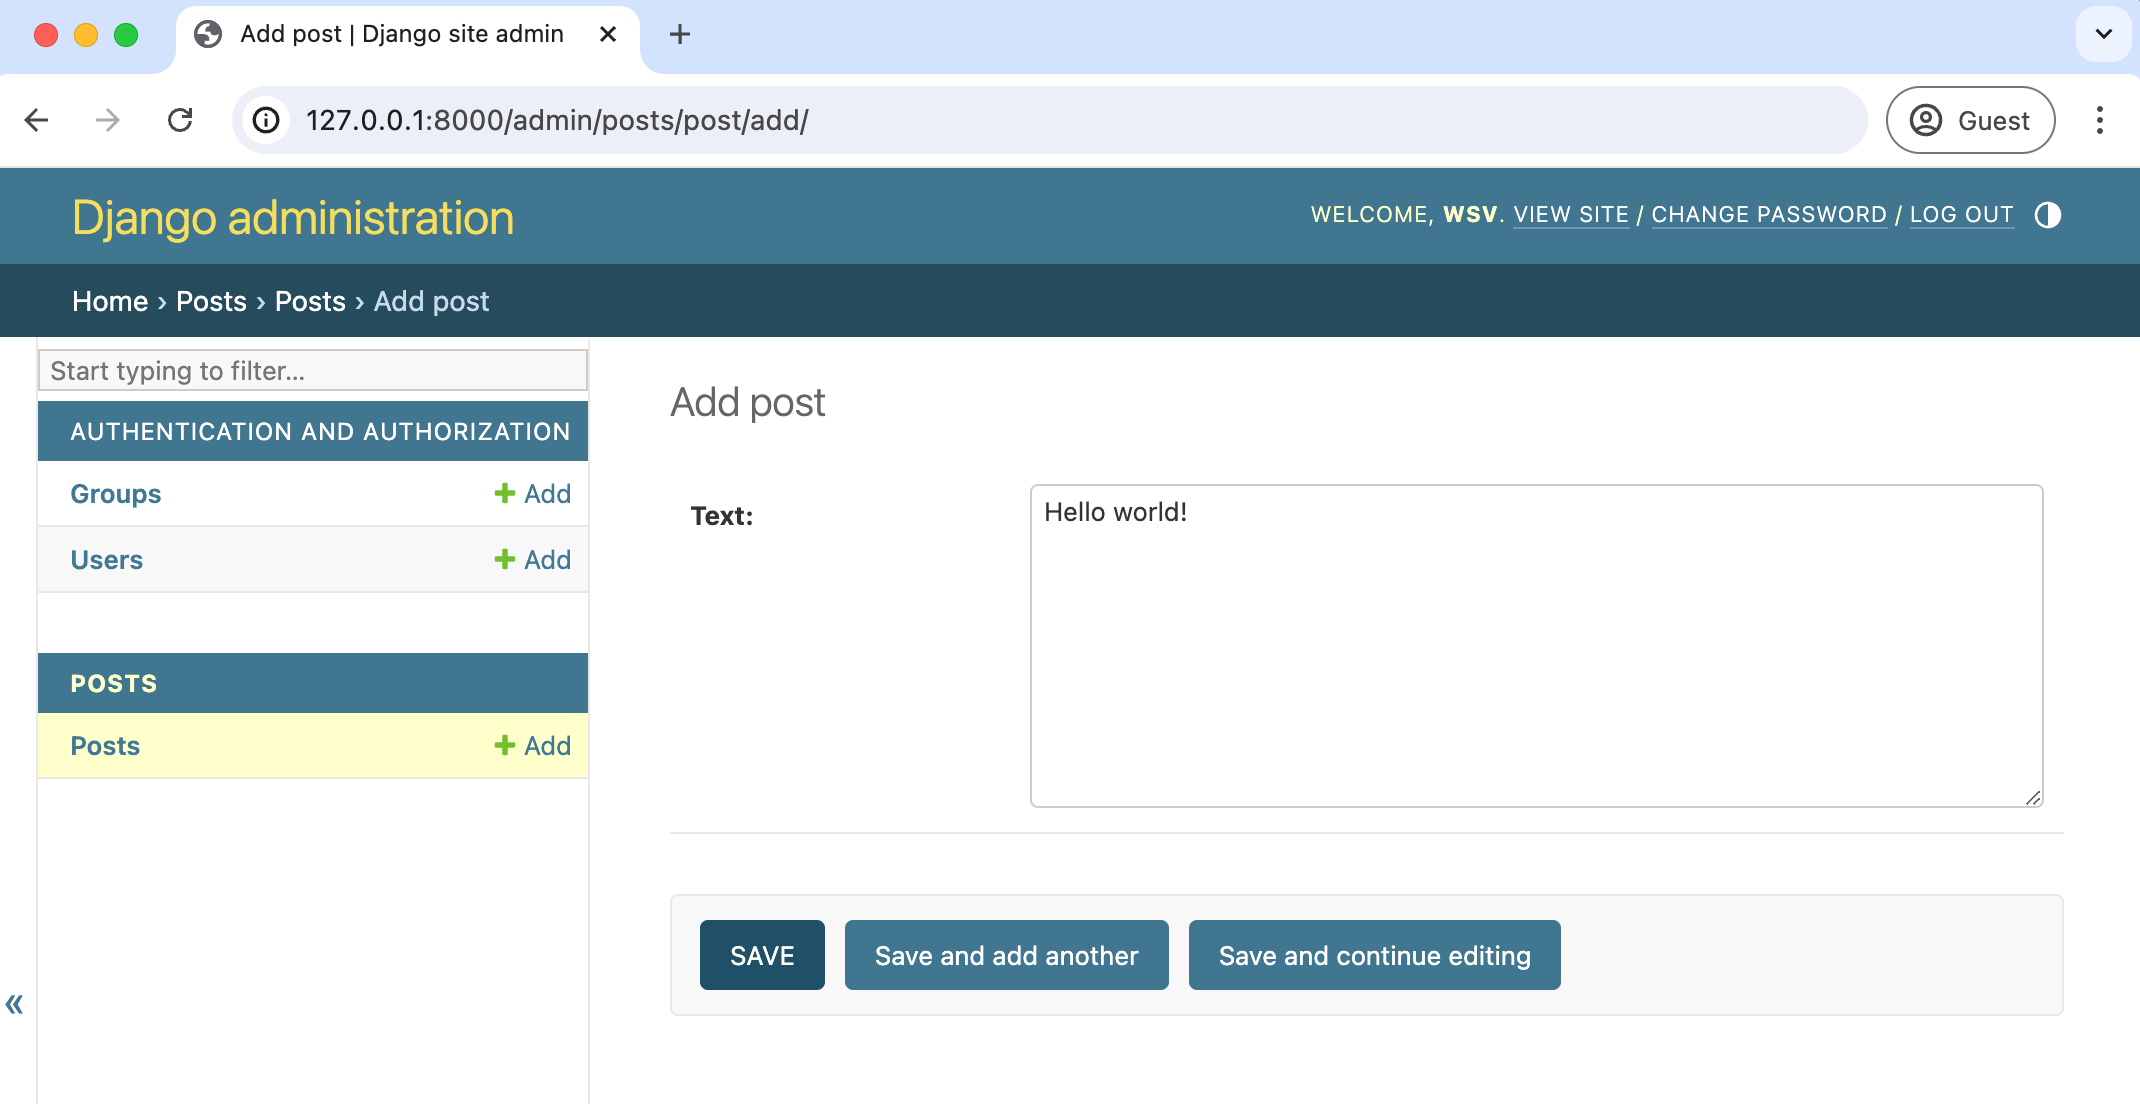 Add post | Django site admin
127.0.0.1:8000/admin/posts/post/add/
Guest
Django administration
WELCOME, WSV. VIEW SITE / CHANGE PASSWORD / LOG OUT
Home › Posts › Posts › Add post
Start typing to filter...
AUTHENTICATION AND AUTHORIZATION
Groups + Add
Users + Add
POSTS
Posts + Add
«
Add post
Text:
Hello world!
SAVE
Save and add another
Save and continue editing